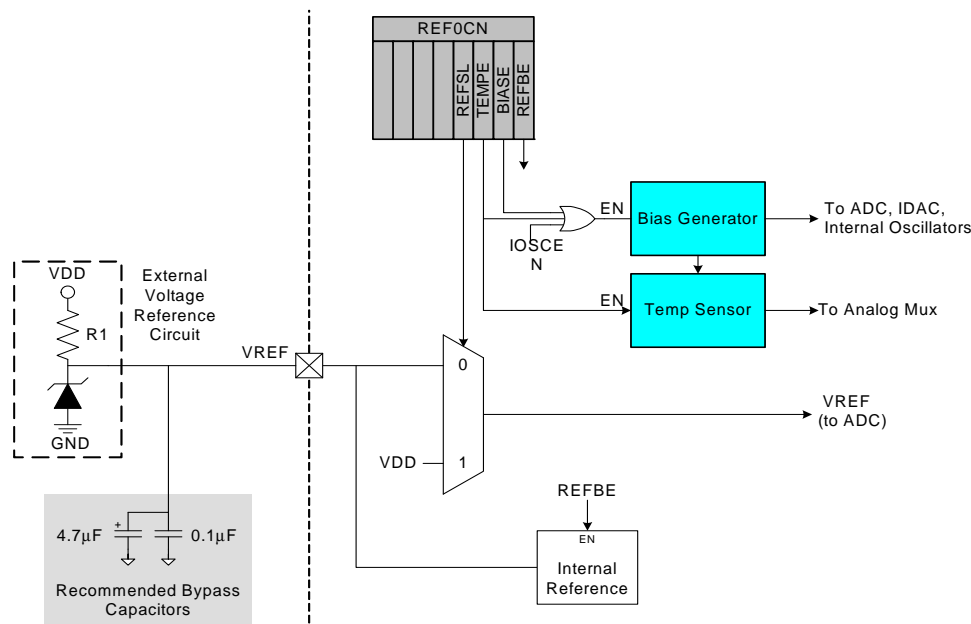 REF0CN
REFSL
TEMPE
BIASE
REFBE
EN
Bias Generator
To ADC, IDAC,
Internal Oscillators
IOSCE
N
VDD
External
Voltage
Reference
Circuit
R1
GND
EN
Temp Sensor
To Analog Mux
VREF
0
VREF
(to ADC)
VDD
1
REFBE
EN
Internal
Reference
+
4.7µF
0.1µF
Recommended Bypass
Capacitors